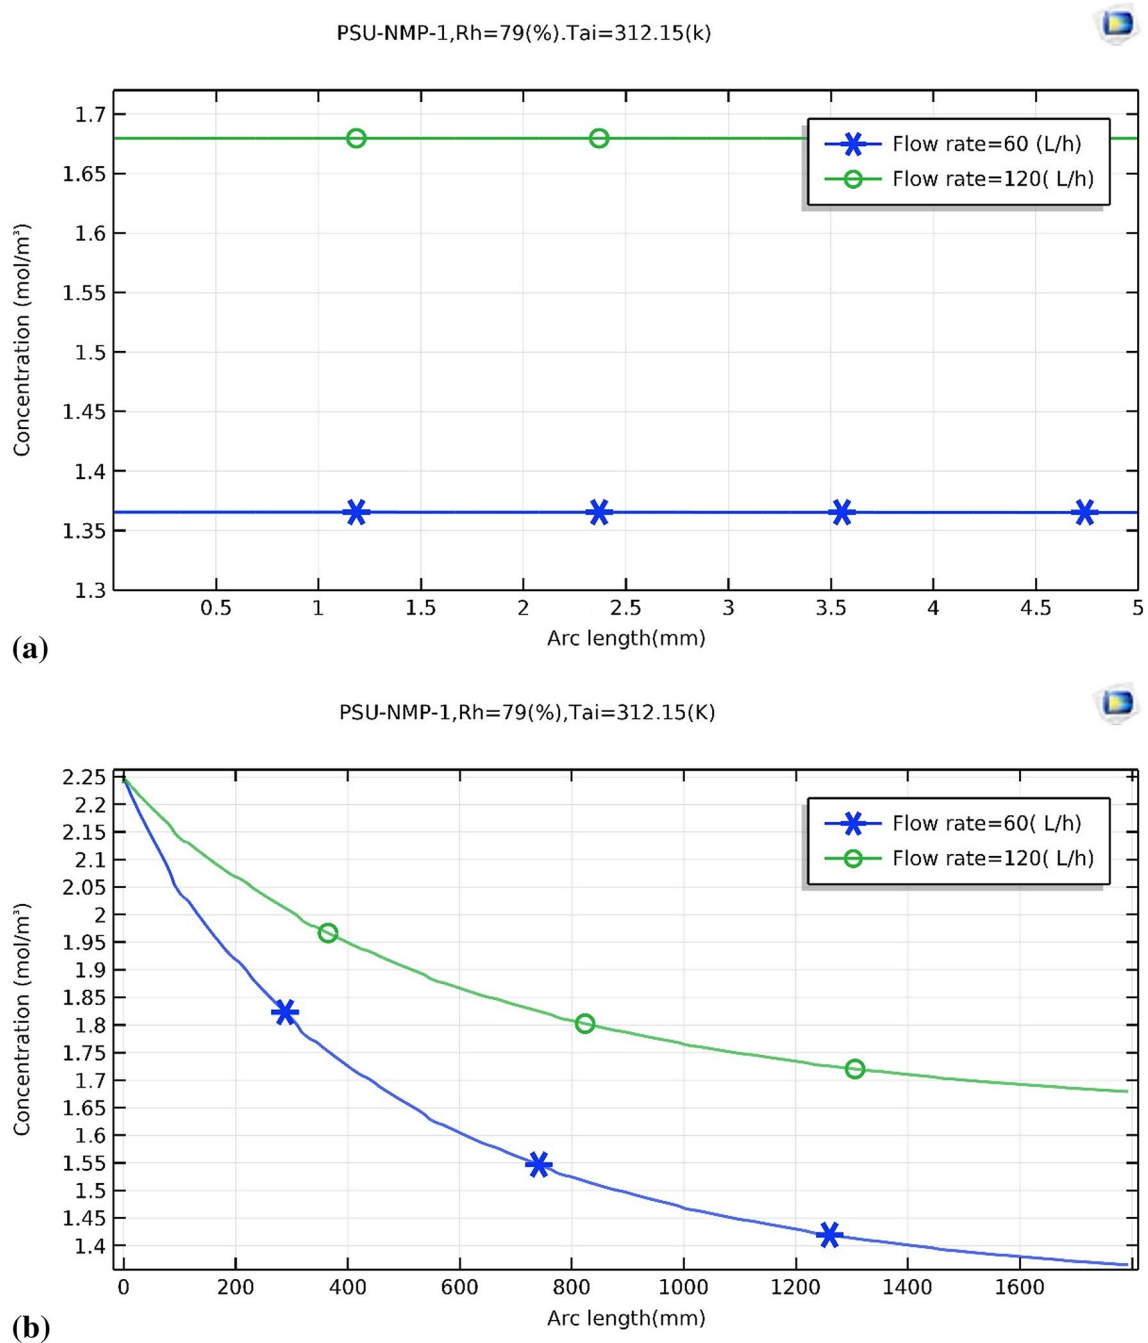 PSU-NMP-1,Rh=79(%).Tai=312.15(k)
Concentration (mol/m³)
1.7
1.65
1.6
1.55
1.5
1.45
1.4
1.35
1.3
Flow rate=60 (L/h)
Flow rate=120( L/h)
0.5 1 1.5 2 2.5 3 3.5 4 4.5 5
Arc length(mm)
(a)
PSU-NMP-1,Rh=79(%),Tai=312.15(K)
Concentration (mol/m³)
2.25
2.2
2.15
2.1
2.05
2
1.95
1.9
1.85
1.8
1.75
1.7
1.65
1.6
1.55
1.5
1.45
1.4
Flow rate=60( L/h)
Flow rate=120( L/h)
0 200 400 600 800 1000 1200 1400 1600
Arc length(mm)
(b)